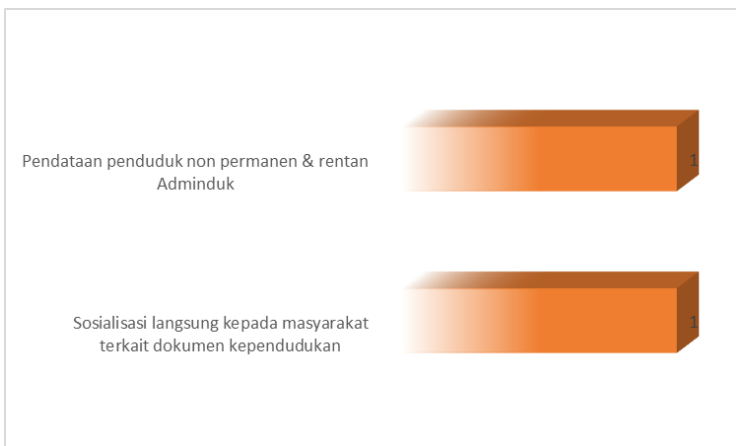 Pendataan penduduk non permanen & rentan
Adminduk
1
Sosialisasi langsung kepada masyarakat
terkait dokumen kependudukan
1